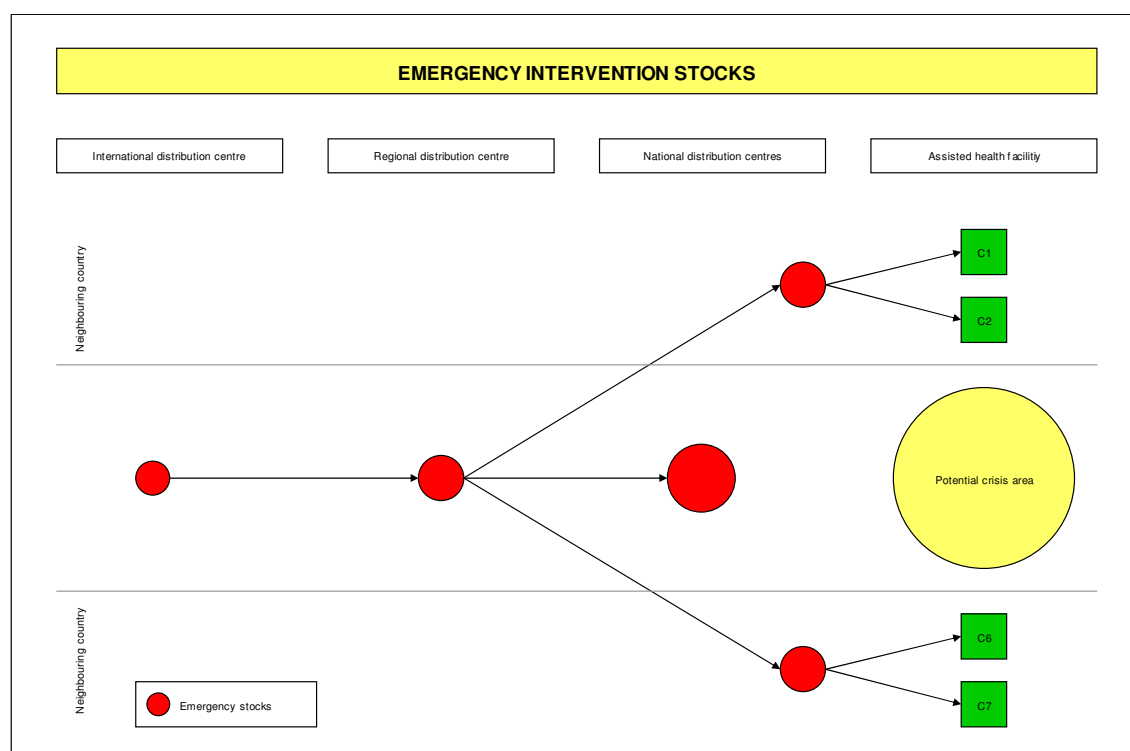 EMERGENCY INTERVENTION STOCKS
International distribution centre
Regional distribution centre
National distribution centres
Assisted health facilitiy
Neighbouring country
C1
C2
Potential crisis area
Neighbouring country
C6
C7
Emergency stocks